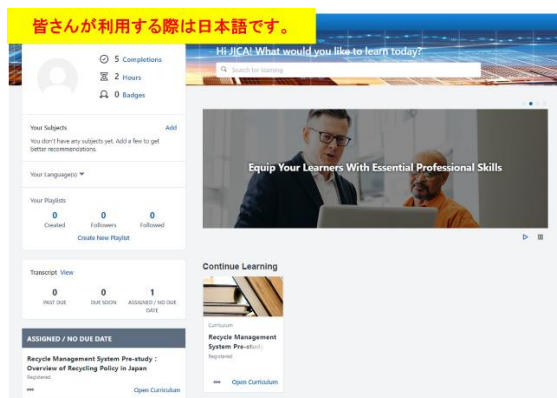 皆さんが利用する際は日本語です。
5 Completions
2 Hours
0 Badges
Hi JICA! What would you like to learn today?
Search for learning
Your Subjects
Add
You don't have any subjects yet. Add a few to get
better recommendations.
Your Language(s)
Your Playlists
0
0
0
Created
Followers
Followed
Create New Playlist
Equip Your Learners With Essential Professional Skills
Transcript View
0
0
1
PAST DUE
DUE SOON
ASSIGNED / NO DUE
DATE
Continue Learning
Curriculum
Recycle Management
System Pre-study
Registered
Open Curriculum
ASSIGNED / NO DUE DATE
Recycle Management System Pre-study :
Overview of Recycling Policy in Japan
Registered
Open Curriculum